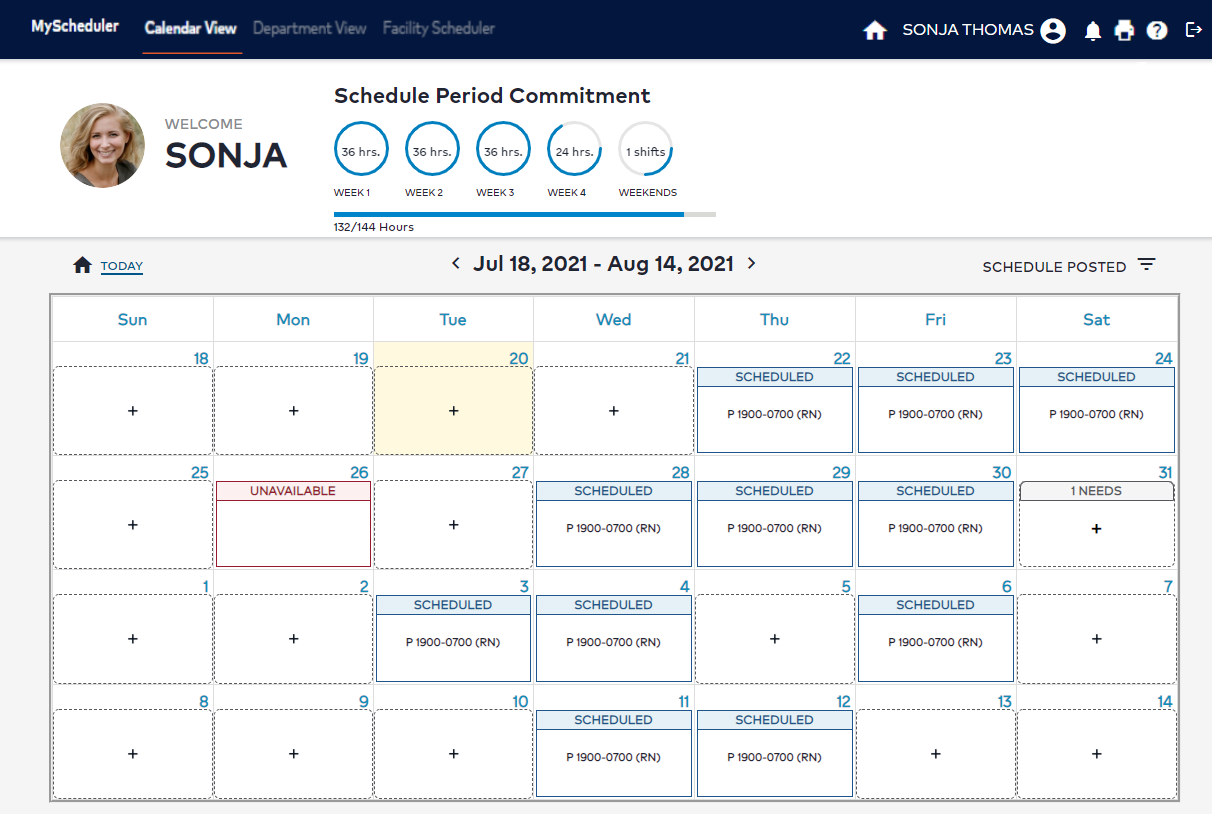 MyScheduler Calendar View Department View Facility Scheduler SONJA THOMAS
Schedule Period Commitment
WELCOME
SONJA
36 hrs. 36 hrs. 36 hrs. 24 hrs. 1 shifts
WEEK 1 WEEK 2 WEEK 3 WEEK 4 WEEKENDS
132/144 Hours
TODAY < Jul 18, 2021 - Aug 14, 2021 > SCHEDULE POSTED
Sun Mon Tue Wed Thu Fri Sat
18 19 20 21 22 23 24
SCHEDULED SCHEDULED SCHEDULED
+ + + + P 1900-0700 (RN) P 1900-0700 (RN) P 1900-0700 (RN)
25 26 27 28 29 30 31
UNAVAILABLE SCHEDULED SCHEDULED SCHEDULED 1 NEEDS
+ + P 1900-0700 (RN) P 1900-0700 (RN) P 1900-0700 (RN) +
1 2 3 4 5 6 7
SCHEDULED SCHEDULED SCHEDULED
+ + P 1900-0700 (RN) P 1900-0700 (RN) + P 1900-0700 (RN) +
8 9 10 11 12 13 14
SCHEDULED SCHEDULED
+ + + P 1900-0700 (RN) P 1900-0700 (RN) + +